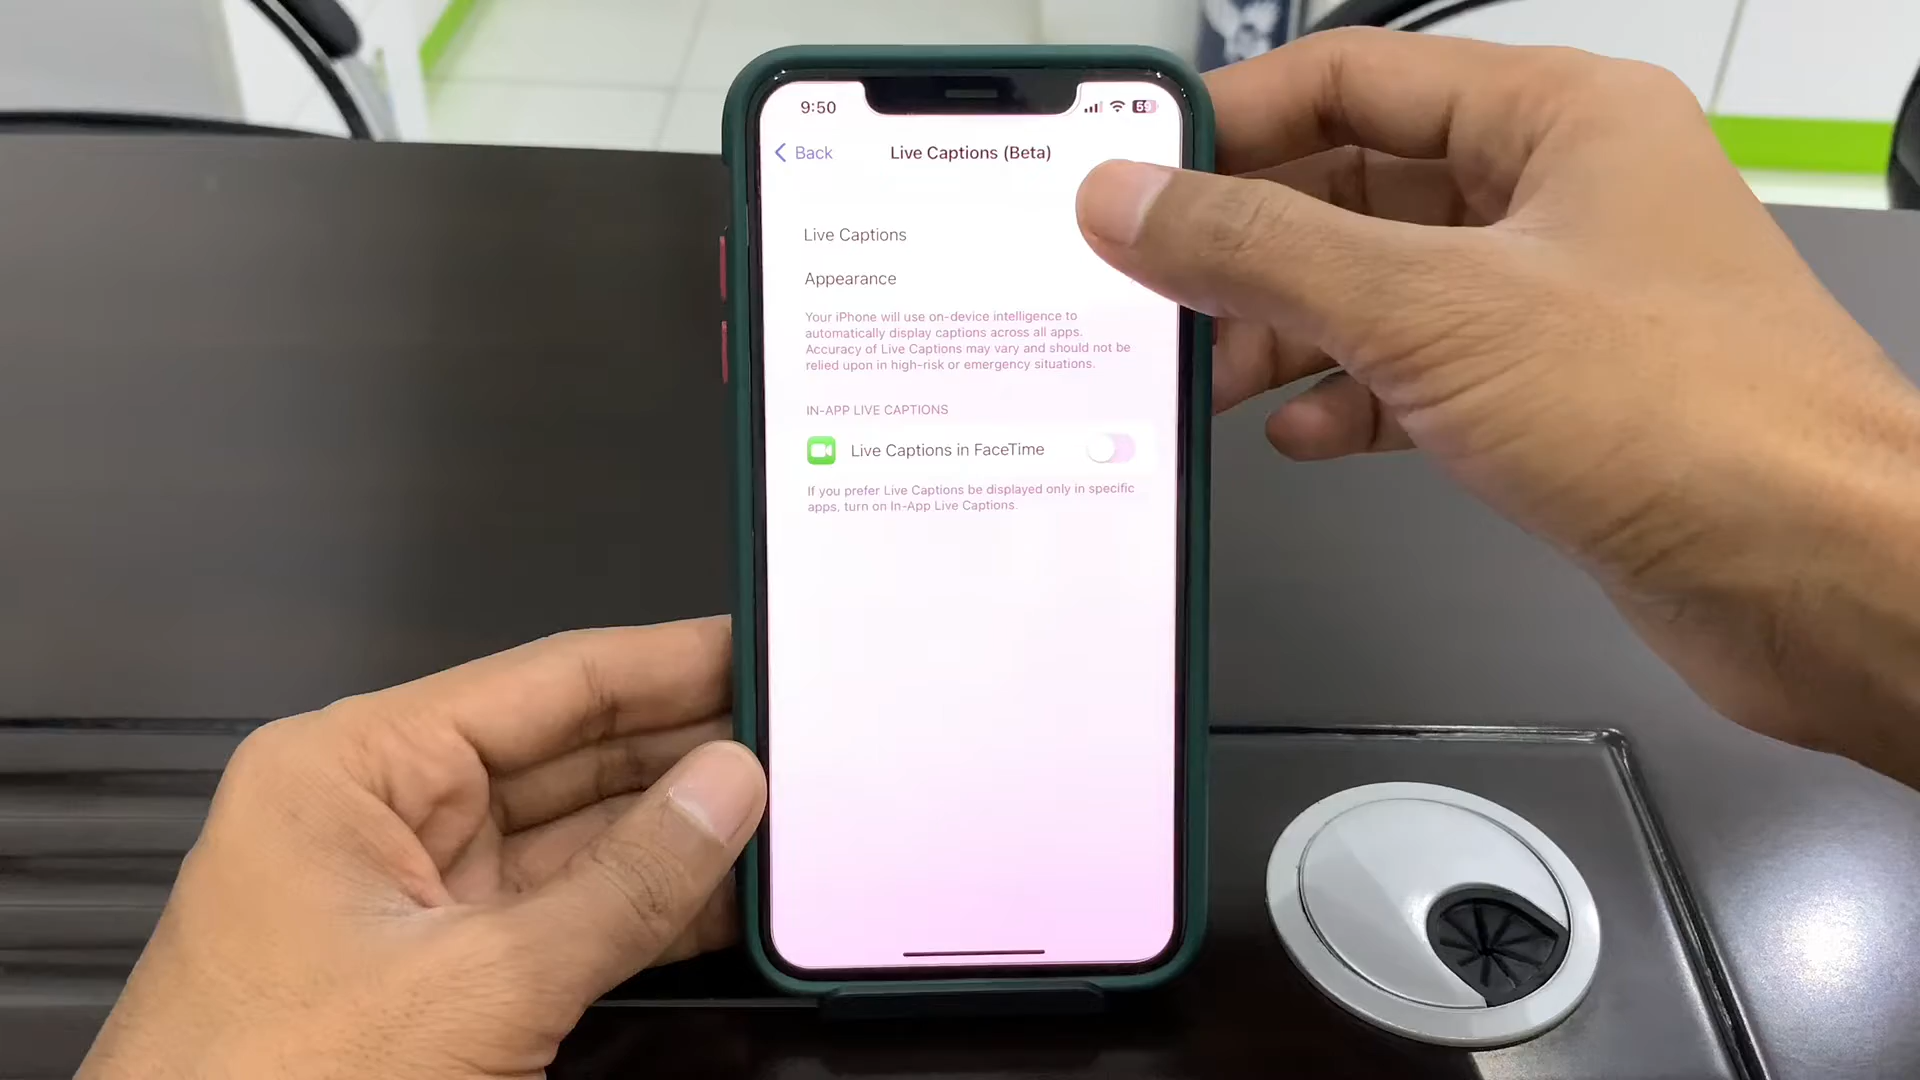 9:50
59
Back
Live Captions (Beta)
Live Captions
Appearance
Your iPhone will use on-device intelligence to
automatically display captions across all apps.
Accuracy of Live Captions may vary and should not be
relied upon in high-risk or emergency situations.
IN-APP LIVE CAPTIONS
Live Captions in FaceTime
If you prefer Live Captions be displayed only in specific
apps, turn on In-App Live Captions.